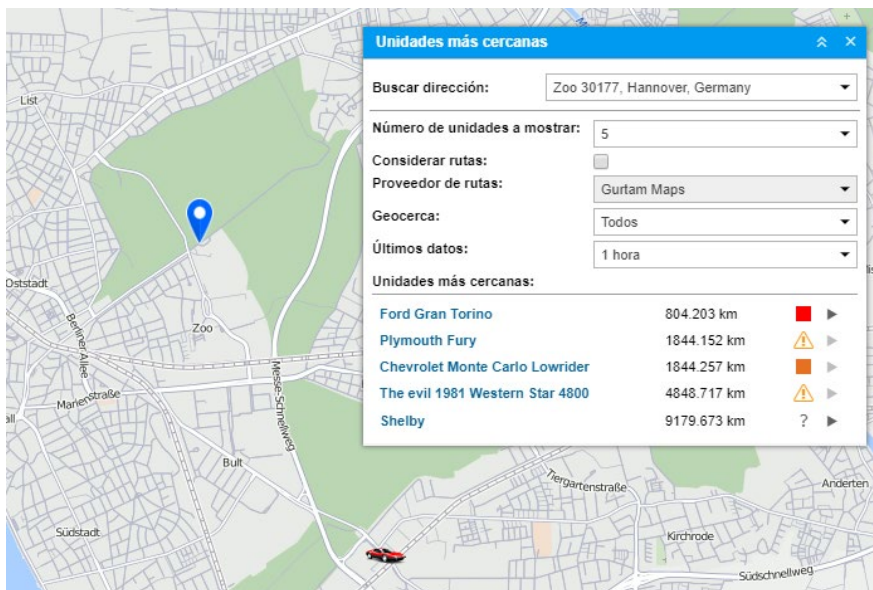 Unidades más cercanas
Buscar dirección: Zoo 30177, Hannover, Germany
Número de unidades a mostrar: 5
Considerar rutas:
Proveedor de rutas: Gurtam Maps
Geocerca: Todos
Últimos datos: 1 hora
Unidades más cercanas:
Ford Gran Torino 804.203 km
Plymouth Fury 1844.152 km
Chevrolet Monte Carlo Lowrider 1844.257 km
The evil 1981 Western Star 4800 4848.717 km
Shelby 9179.673 km ?
List
Oststadt
Zoo
Berliner Allee
Marienstraße
Messe-Schnellweg
Bult
Tiergartenstraße
Anderten
Südstadt
Kirchrode
Südschnellweg